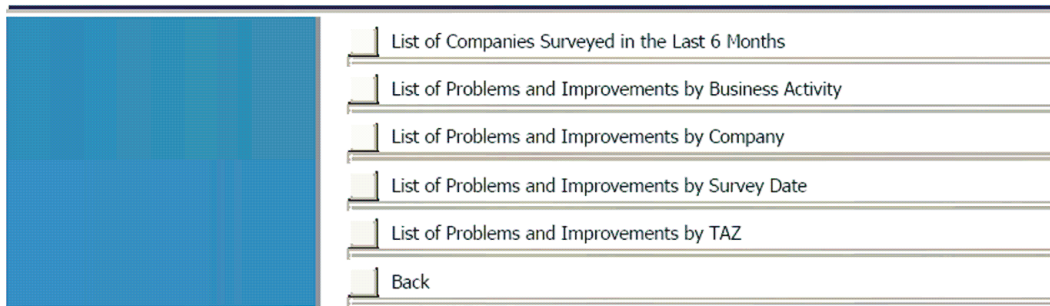 List of Companies Surveyed in the Last 6 Months
List of Problems and Improvements by Business Activity
List of Problems and Improvements by Company
List of Problems and Improvements by Survey Date
List of Problems and Improvements by TAZ
Back